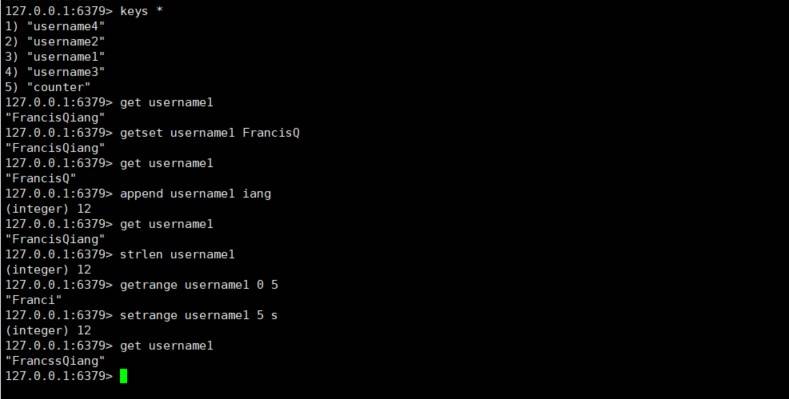 127.0.0.1:6379> keys *
1) "username4"
2) "username2"
3) "username1"
4) "username3"
5) "counter"
127.0.0.1:6379> get username1
"FrancisQiang"
127.0.0.1:6379> getset username1 FrancisQ
"FrancisQiang"
127.0.0.1:6379> get username1
"FrancisQ"
127.0.0.1:6379> append username1 iang
(integer) 12
127.0.0.1:6379> get username1
"FrancisQiang"
127.0.0.1:6379> strlen username1
(integer) 12
127.0.0.1:6379> getrange username1 0 5
"Franci"
127.0.0.1:6379> setrange username1 5 s
(integer) 12
127.0.0.1:6379> get username1
"FrancssQiang"
127.0.0.1:6379>